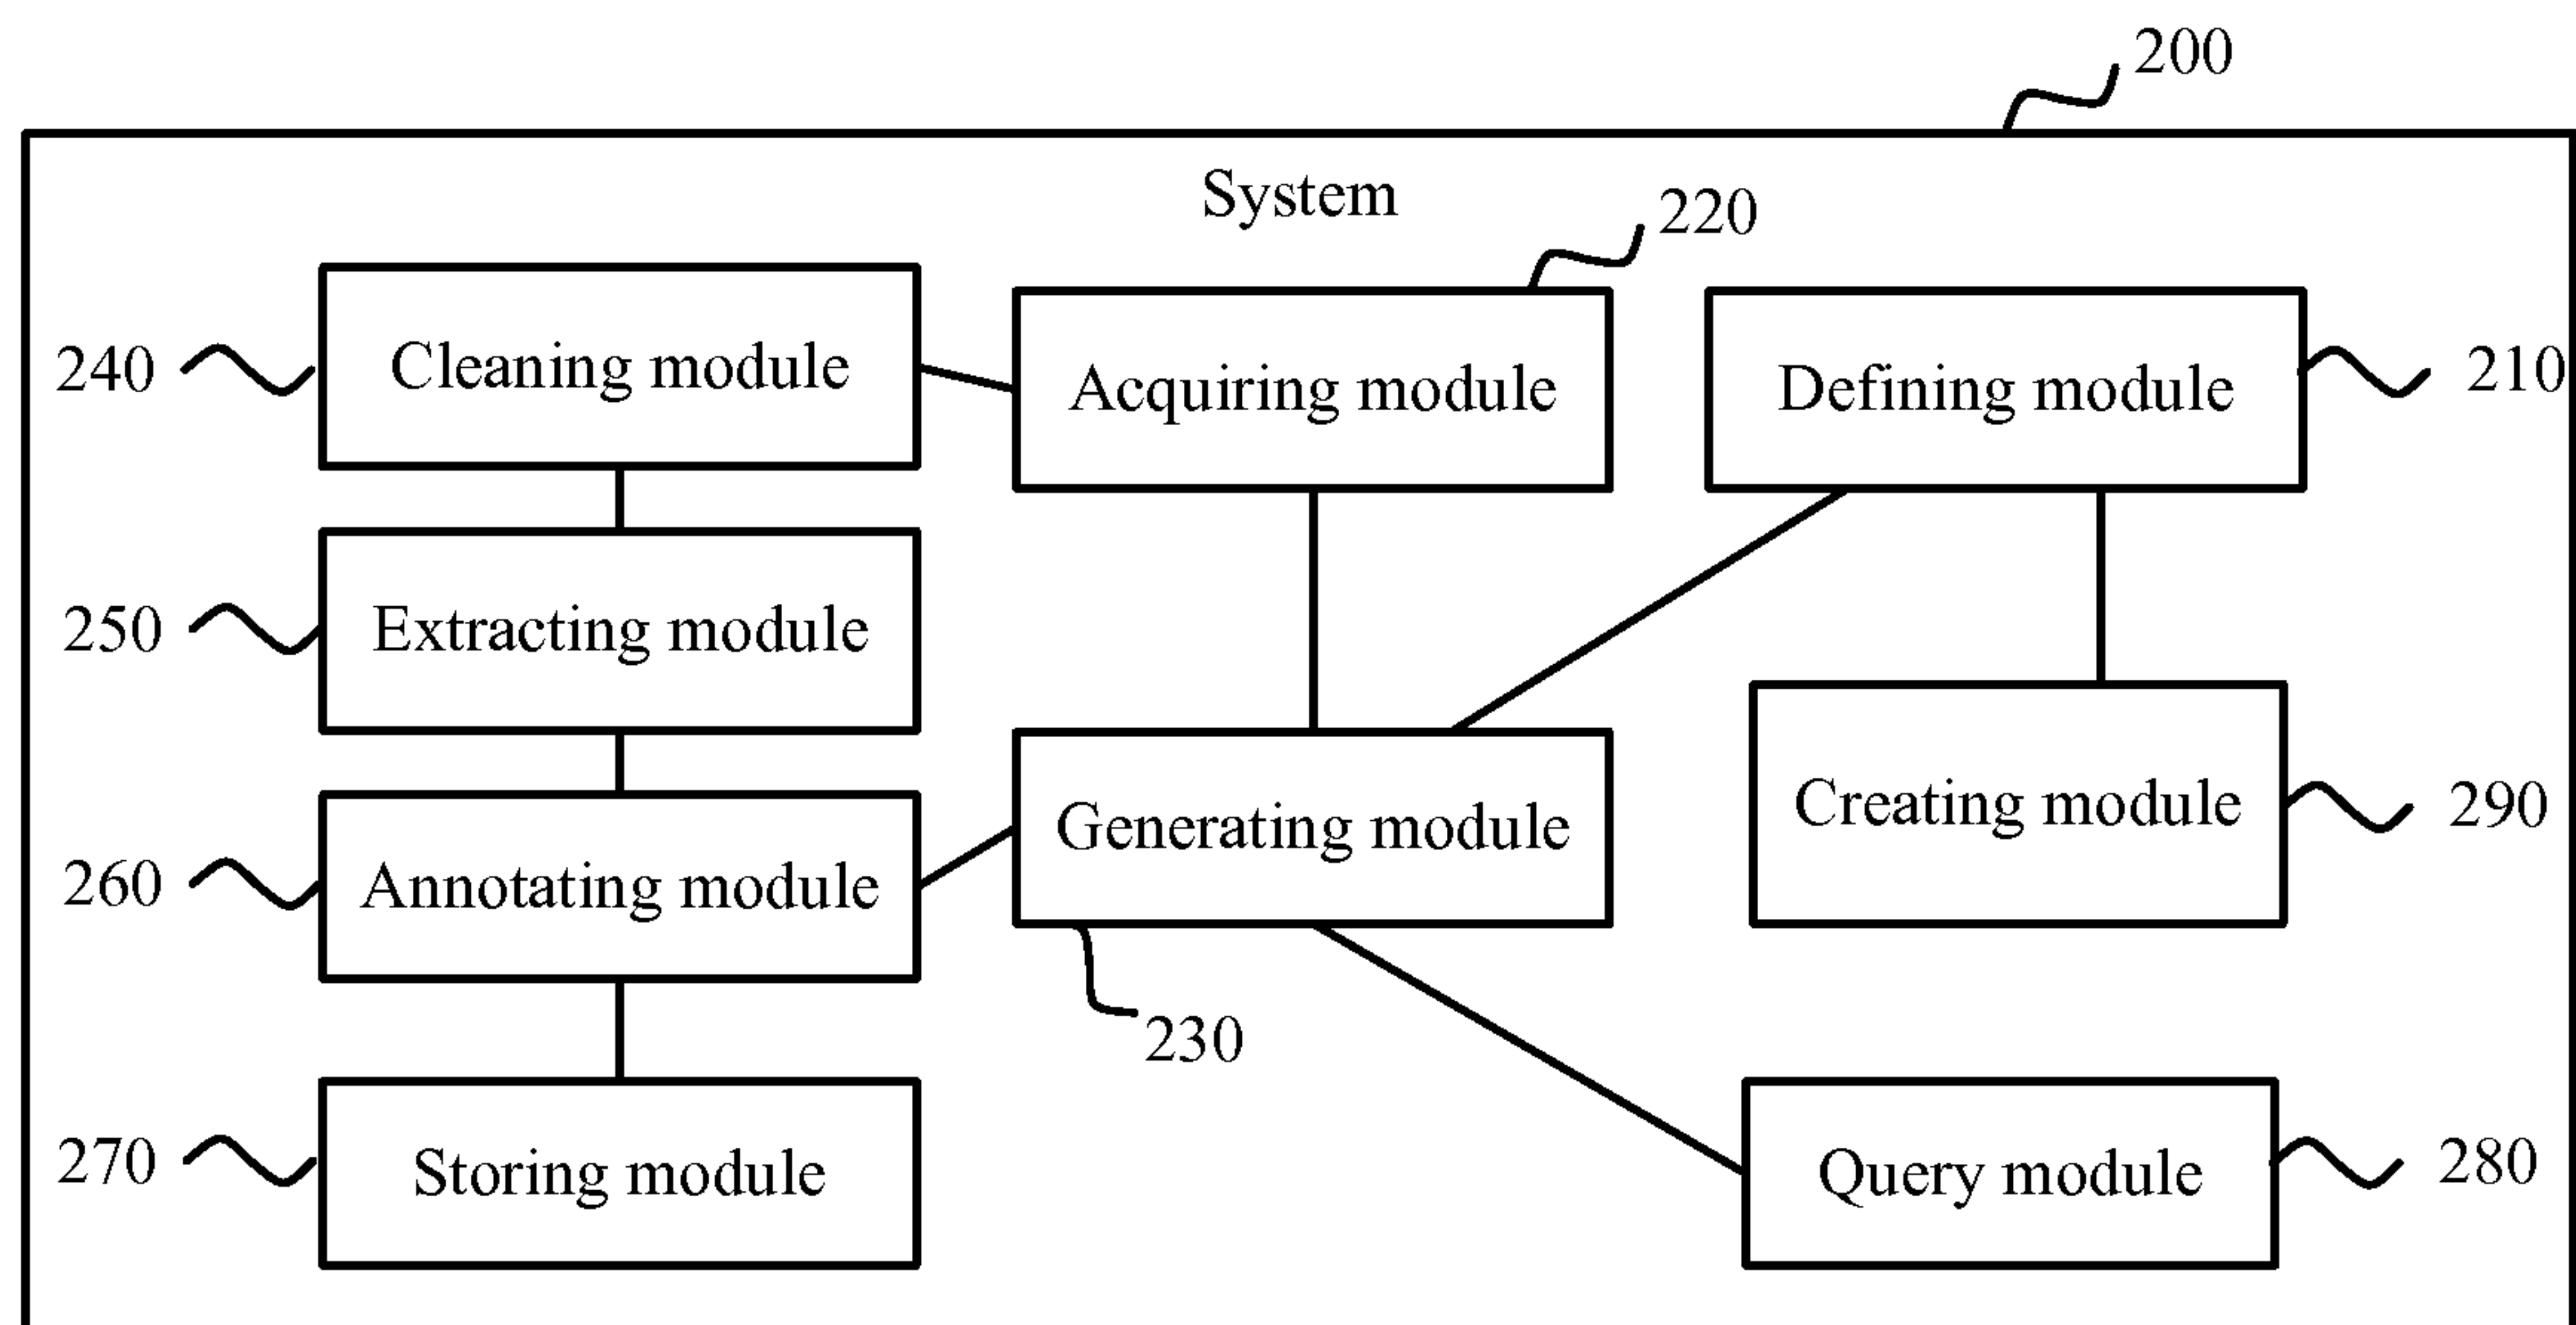 200
System
220
240
Cleaning module
Acquiring module
Defining module
210
250
Extracting module
260
Annotating module
Generating module
Creating module
290
230
270
Storing module
Query module
280